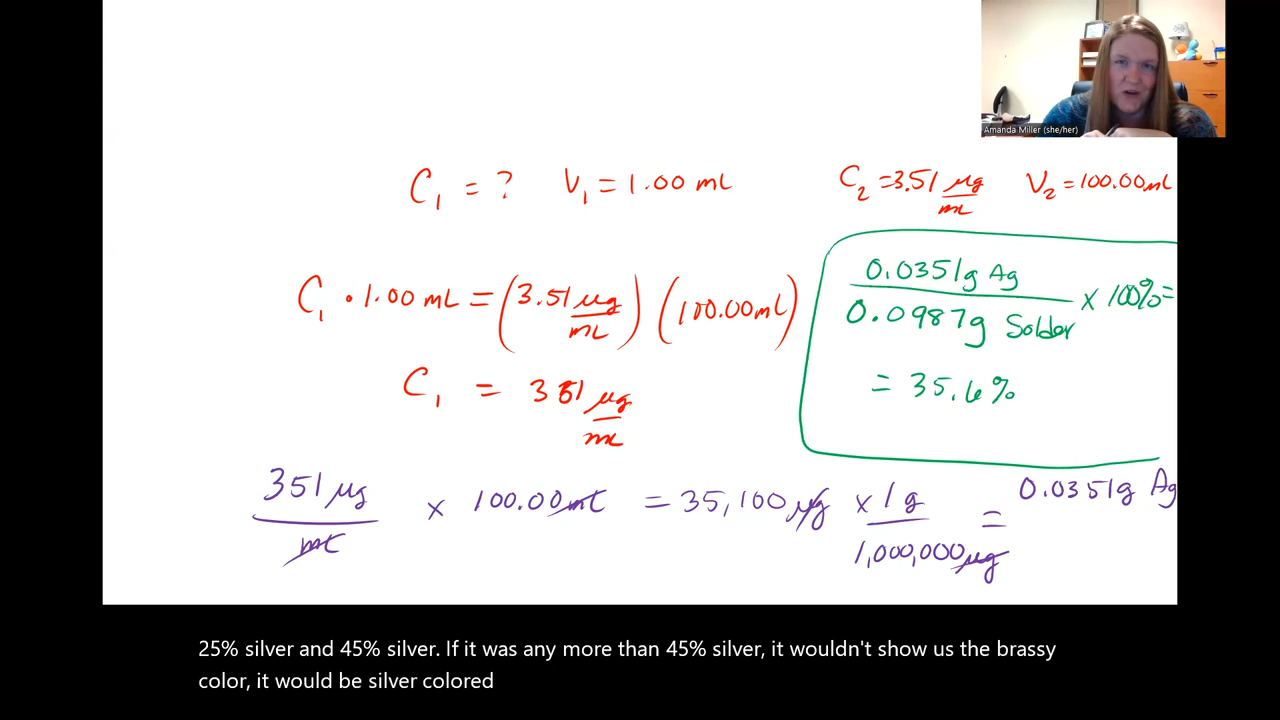 Amanda Miller (she/her)
C₁ = ? V₁ = 1.00 mL C₂ = 3.51 μg/mL V₂ = 100.00 mL
C₁ • 1.00 mL = (3.51 μg/mL) (100.00 mL)
C₁ = 351 μg/mL
0.0351g Ag
0.0987g Solder
x 100% =
= 35.6%
351 μg/mL x 100.00 mL = 35,100 μg x 1 g/1,000,000 μg = 0.0351g Ag
25% silver and 45% silver. If it was any more than 45% silver, it wouldn't show us the brassy
color, it would be silver colored